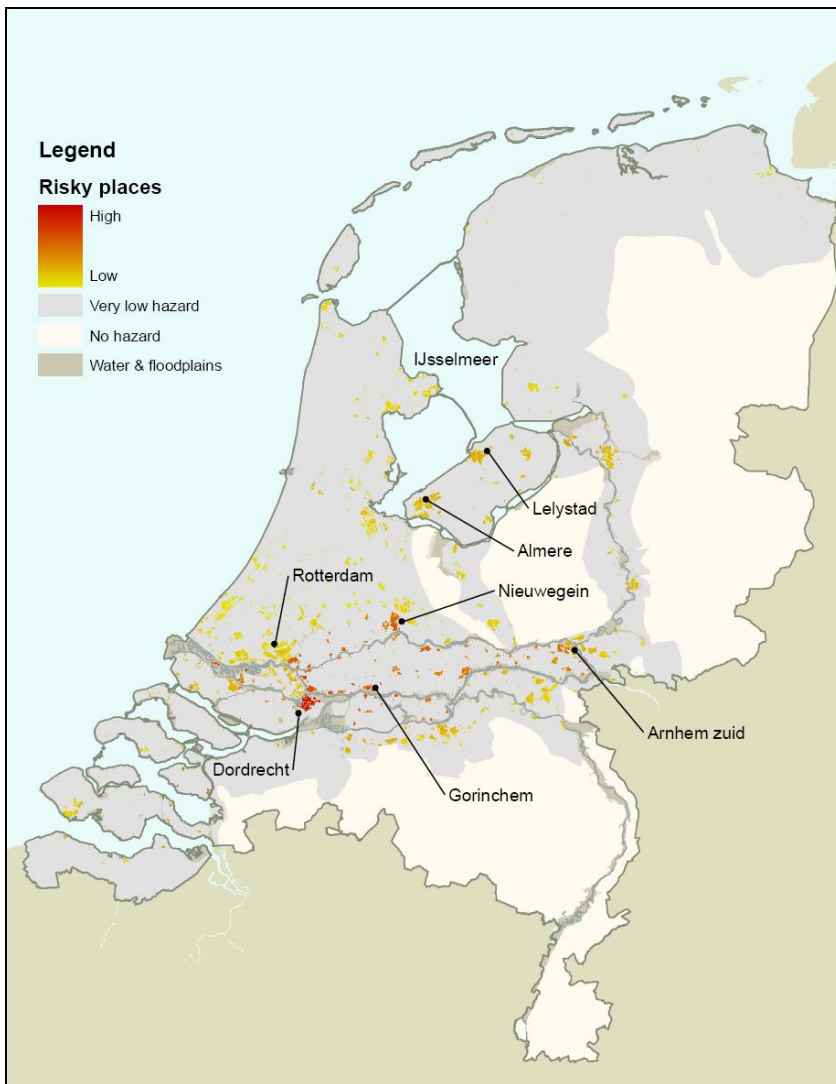 Legend
Risky places
High
Low
Very low hazard
No hazard
Water & floodplains
IJsselmeer
Lelystad
Almere
Rotterdam
Nieuwegein
Arnhem zuid
Dordrecht
Gorinchem